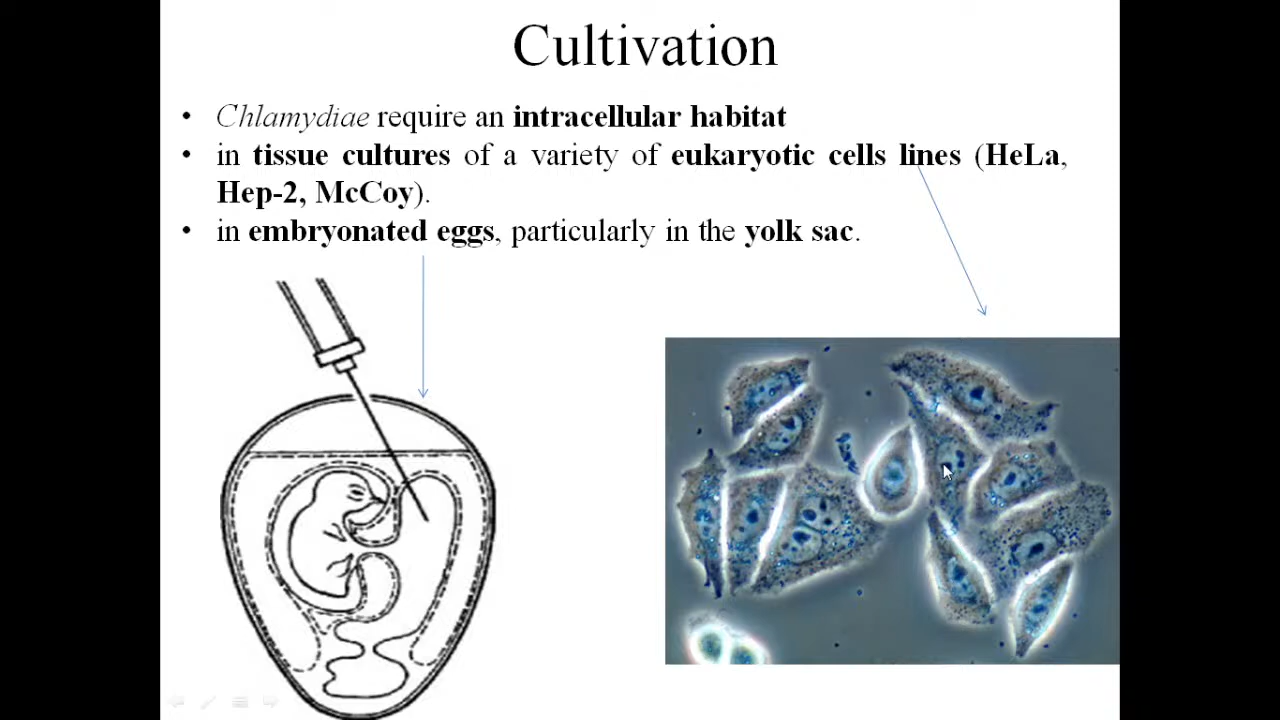 Cultivation
• Chlamydiae require an intracellular habitat
• in tissue cultures of a variety of eukaryotic cells lines (HeLa,
Hep-2, McCoy).
• in embryonated eggs, particularly in the yolk sac.